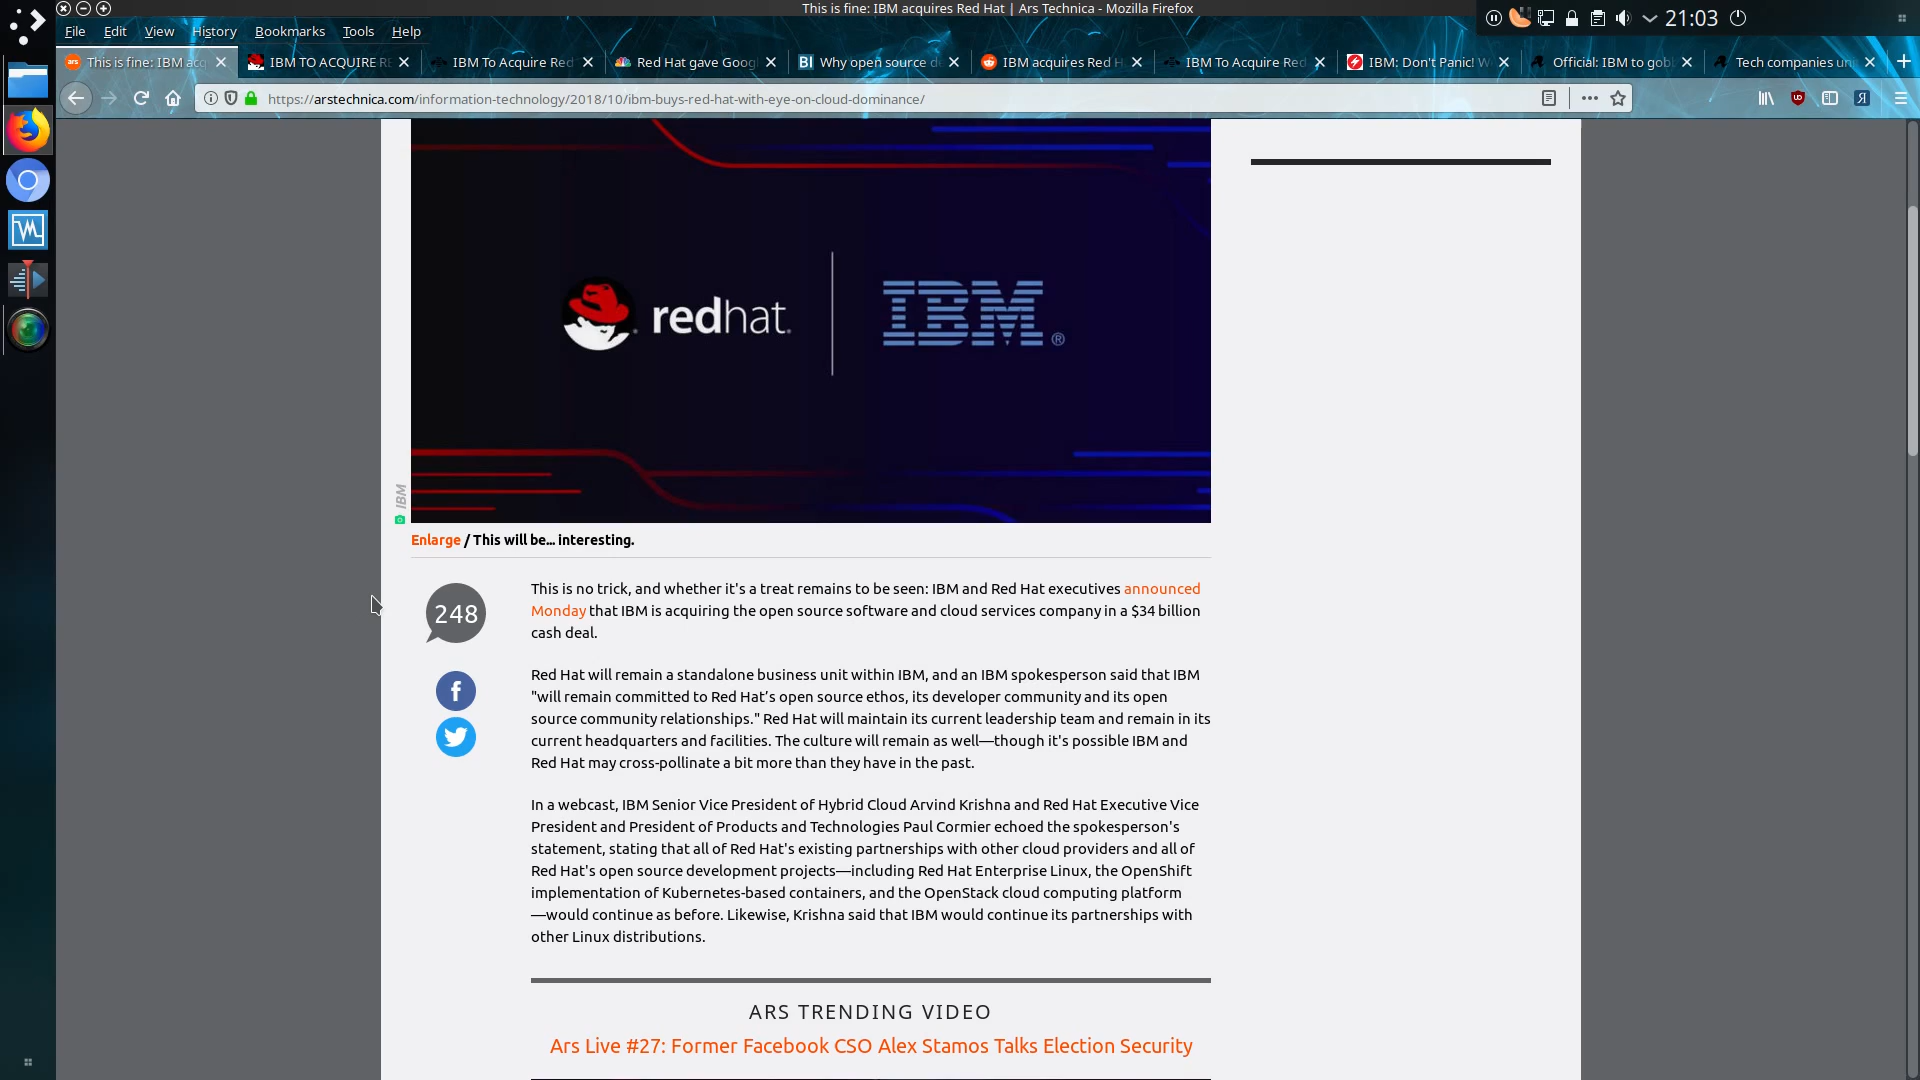 This is fine: IBM acquires Red Hat | Ars Technica - Mozilla Firefox
21:03
File Edit View History Bookmarks Tools Help
ars This is fine: IBM acq
IBM TO ACQUIRE RE
IBM To Acquire Red
Red Hat gave Goog
BI Why open source d
IBM acquires Red H
IBM To Acquire Red
IBM: Don't Panic! W
Official: IBM to gob
Tech companies un
https://arstechnica.com/information-technology/2018/10/ibm-buys-red-hat-with-eye-on-cloud-dominance/
redhat. IBM ®
IBM
Enlarge / This will be... interesting.
248
This is no trick, and whether it's a treat remains to be seen: IBM and Red Hat executives announced
Monday that IBM is acquiring the open source software and cloud services company in a $34 billion
cash deal.
Red Hat will remain a standalone business unit within IBM, and an IBM spokesperson said that IBM
"will remain committed to Red Hat’s open source ethos, its developer community and its open
source community relationships." Red Hat will maintain its current leadership team and remain in its
current headquarters and facilities. The culture will remain as well—though it's possible IBM and
Red Hat may cross-pollinate a bit more than they have in the past.
In a webcast, IBM Senior Vice President of Hybrid Cloud Arvind Krishna and Red Hat Executive Vice
President and President of Products and Technologies Paul Cormier echoed the spokesperson's
statement, stating that all of Red Hat's existing partnerships with other cloud providers and all of
Red Hat's open source development projects—including Red Hat Enterprise Linux, the OpenShift
implementation of Kubernetes-based containers, and the OpenStack cloud computing platform
—would continue as before. Likewise, Krishna said that IBM would continue its partnerships with
other Linux distributions.
ARS TRENDING VIDEO
Ars Live #27: Former Facebook CSO Alex Stamos Talks Election Security